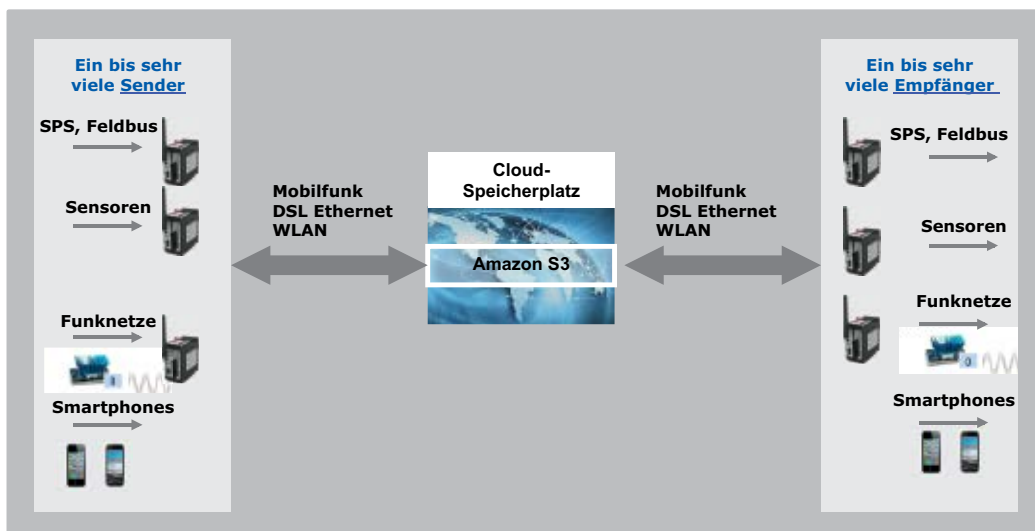 Ein bis sehr
viele Sender
SPS, Feldbus
Sensoren
Funknetze
Smartphones
Mobilfunk
DSL Ethernet
WLAN
Cloud-
Speicherplatz
Amazon S3
Mobilfunk
DSL Ethernet
WLAN
Ein bis sehr
viele Empfänger
SPS, Feldbus
Sensoren
Funknetze
Smartphones